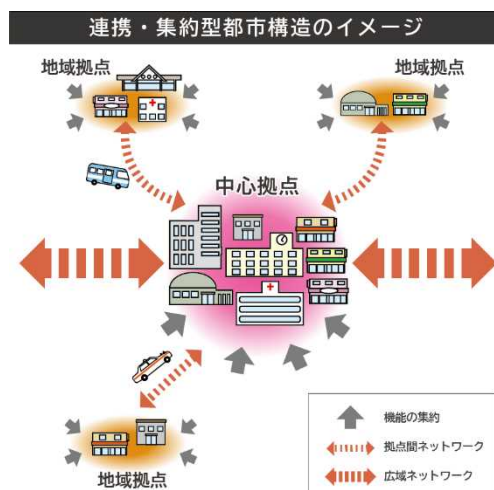 連携・集約型都市構造のイメージ
地域拠点
地域拠点
中心拠点
地域拠点
機能の集約
拠点間ネットワーク
広域ネットワーク